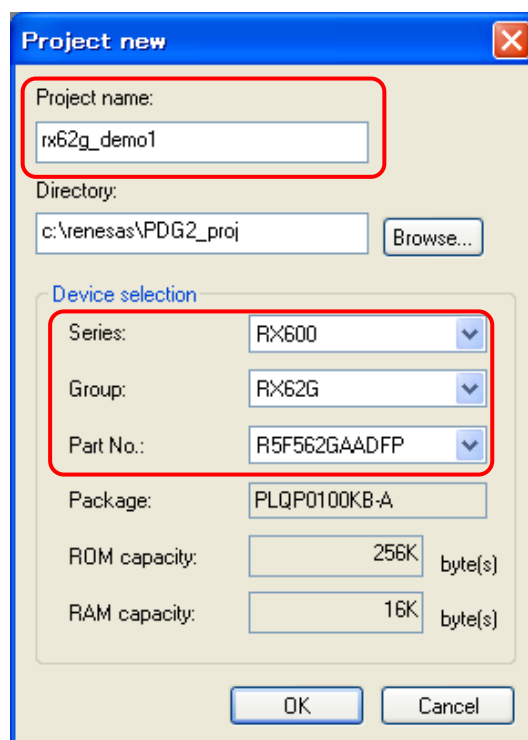 Project new
Project name:
rx62g_demo1
Directory:
c:\renesas\PDG2_proj
Browse...
Device selection
Series: RX600
Group: RX62G
Part No.: R5F562GAADFP
Package: PLQP0100KB-A
ROM capacity: 256K byte(s)
RAM capacity: 16K byte(s)
OK Cancel